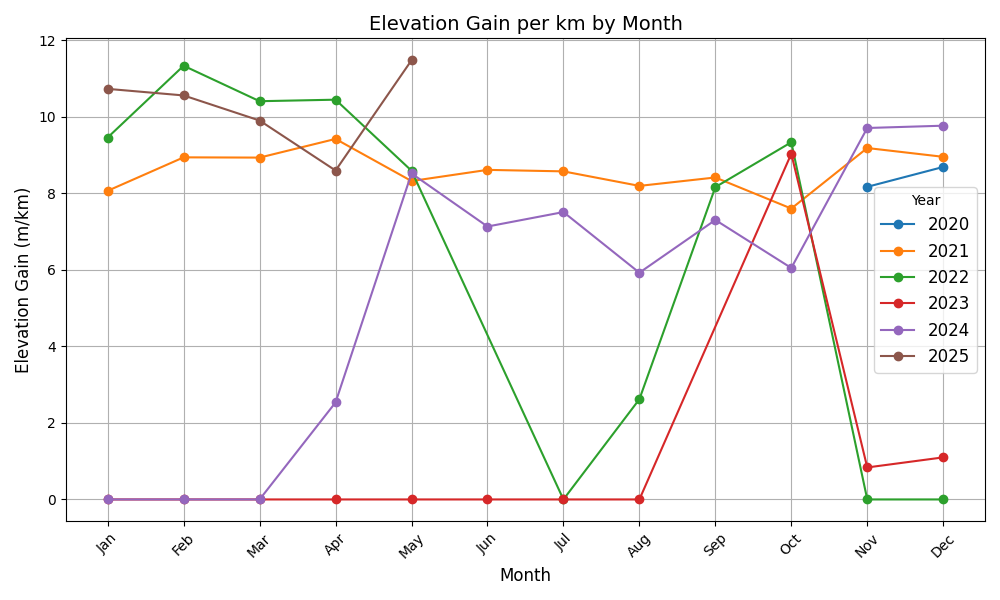 Elevation Gain per km by Month
Elevation Gain (m/km)
12
10
8
6
4
2
0
Jan
Feb
Mar
Apr
May
Jun
Jul
Aug
Sep
Oct
Nov
Dec
Month
Year
2020
2021
2022
2023
2024
2025